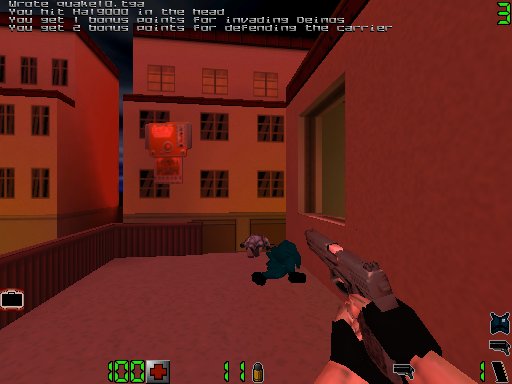 Wrote quake10.tga
You hit Hal9000 in the head
You get 1 bonus points for invading Deimos
You get 2 bonus points for defending the carrier
3
100
11
1